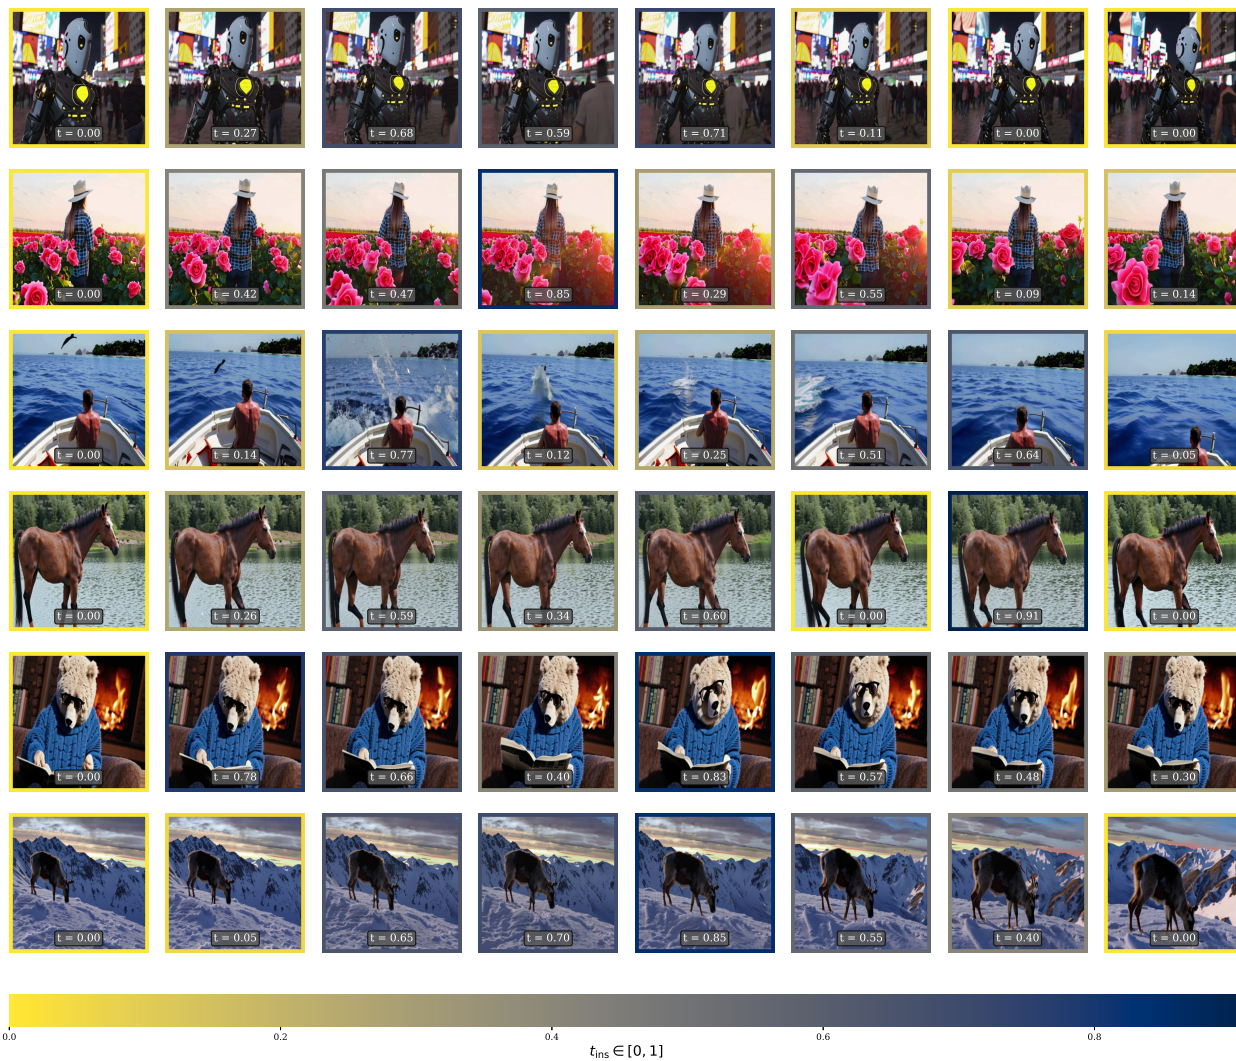 t = 0.00 t = 0.27 t = 0.68 t = 0.59 t = 0.71 t = 0.11 t = 0.00 t = 0.00
t = 0.00 t = 0.42 t = 0.47 t = 0.85 t = 0.29 t = 0.55 t = 0.09 t = 0.14
t = 0.00 t = 0.14 t = 0.77 t = 0.12 t = 0.25 t = 0.51 t = 0.64 t = 0.05
t = 0.00 t = 0.26 t = 0.59 t = 0.34 t = 0.60 t = 0.00 t = 0.91 t = 0.00
t = 0.00 t = 0.78 t = 0.66 t = 0.40 t = 0.83 t = 0.57 t = 0.48 t = 0.30
t = 0.00 t = 0.05 t = 0.65 t = 0.70 t = 0.85 t = 0.55 t = 0.40 t = 0.00
0.0 0.2 0.4 0.6 0.8
t_ins ∈ [0, 1]